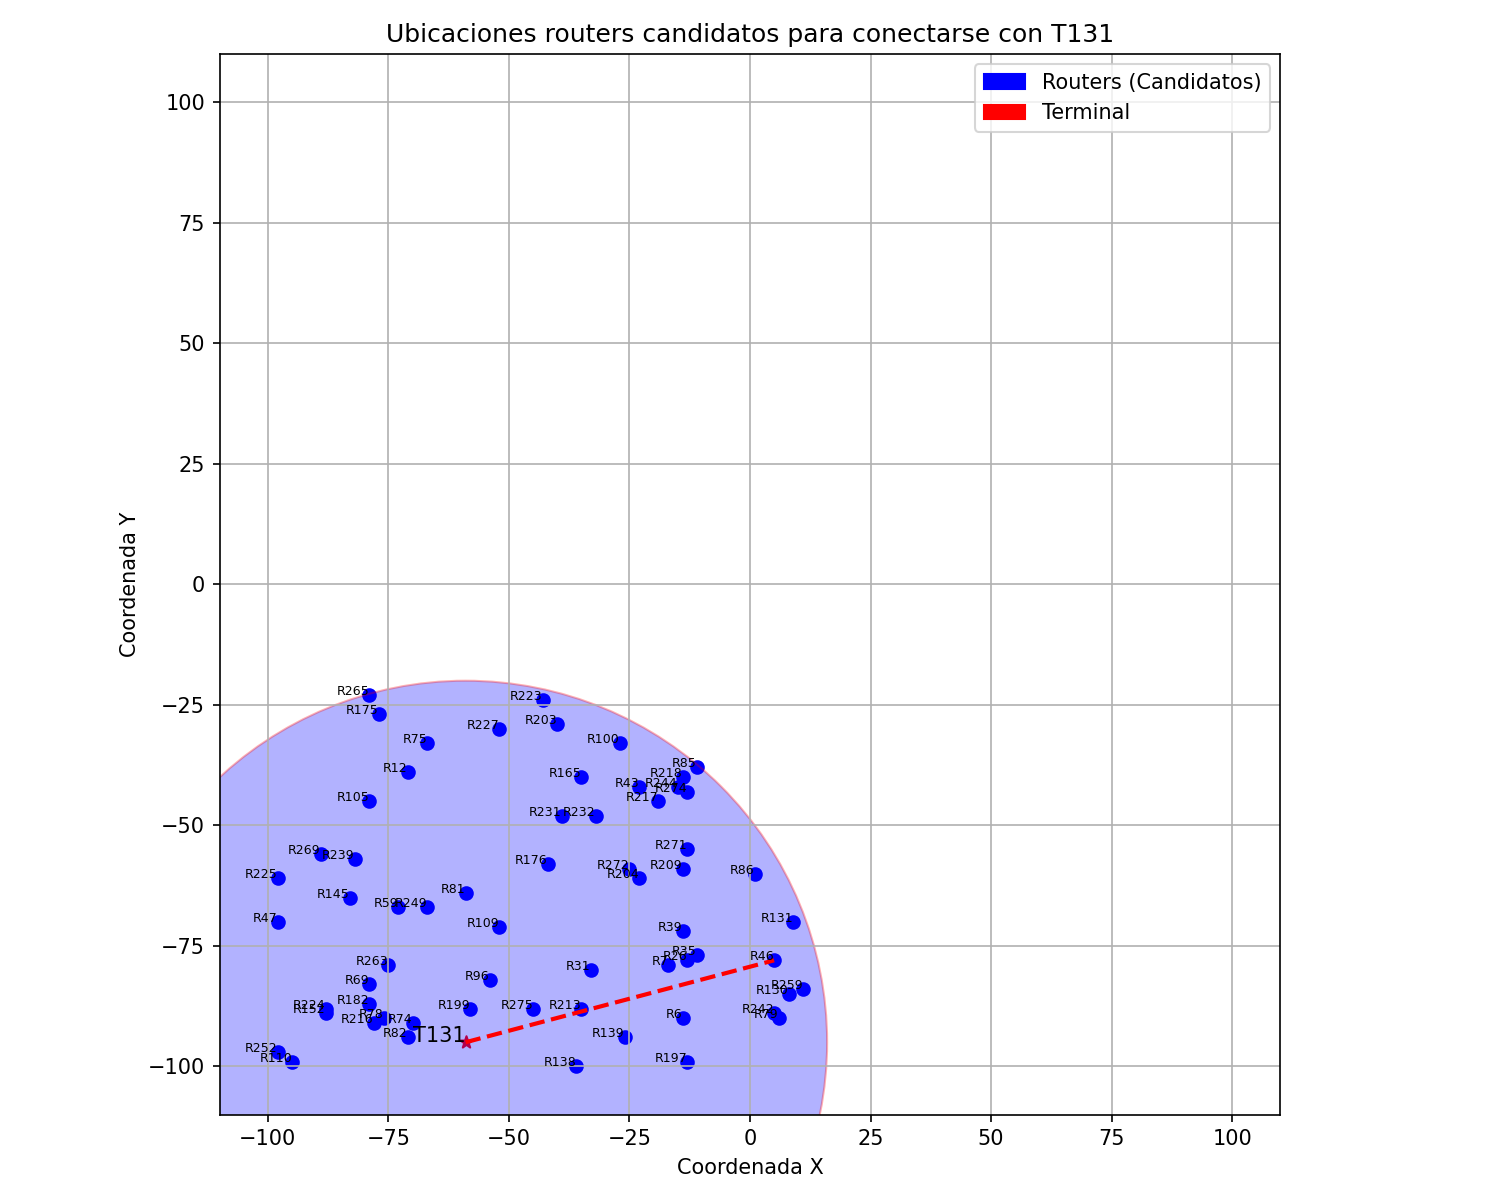 Ubicaciones routers candidatos para conectarse con T131
Routers (Candidatos)
Terminal
Coordenada Y
100
75
50
25
0
−25
−50
−75
−100
R265
R223
R175
R203
R227
R75
R100
R12
R85
R165
R218
R43
R244
R217
R105
R231
R232
R271
R269
R239
R176
R272
R209
R86
R225
R145
R81
R59
R249
R47
R109
R39
R131
R35
R46
R263
R31
R96
R69
R259
R182
R199
R275
R213
R242
R6
R216
R74
R82
T131
R139
R252
R110
R138
R197
−100
−75
−50
−25
0
25
50
75
100
Coordenada X